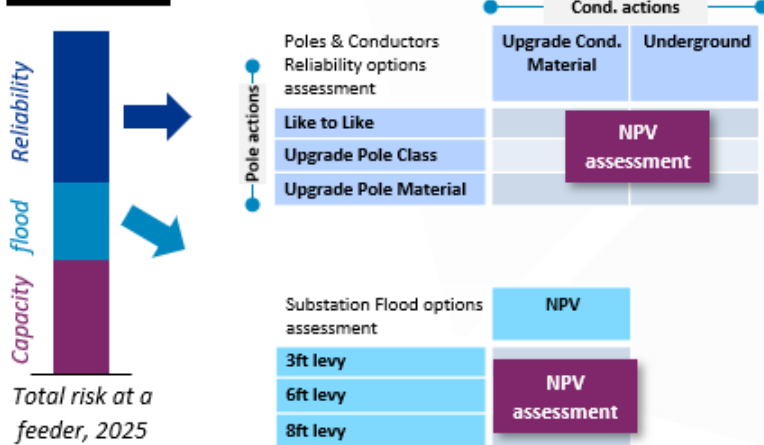 Cond. actions
Poles & Conductors
Reliability options
assessment
Upgrade Cond.
Material
Underground
Pole actions
Like to Like
Upgrade Pole Class
Upgrade Pole Material
NPV
assessment
Reliability
flood
Capacity
Total risk at a
feeder, 2025
Substation Flood options
assessment
NPV
3ft levy
6ft levy
8ft levy
NPV
assessment